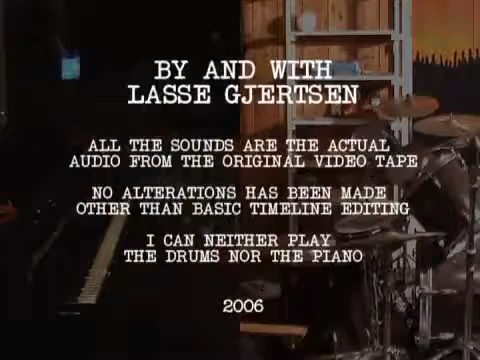 BY AND WITH
LASSE GJERTSEN
ALL THE SOUNDS ARE THE ACTUAL
AUDIO FROM THE ORIGINAL VIDEO TAPE
NO ALTERATIONS HAS BEEN MADE
OTHER THAN BASIC TIMELINE EDITING
I CAN NEITHER PLAY
THE DRUMS NOR THE PIANO
2006